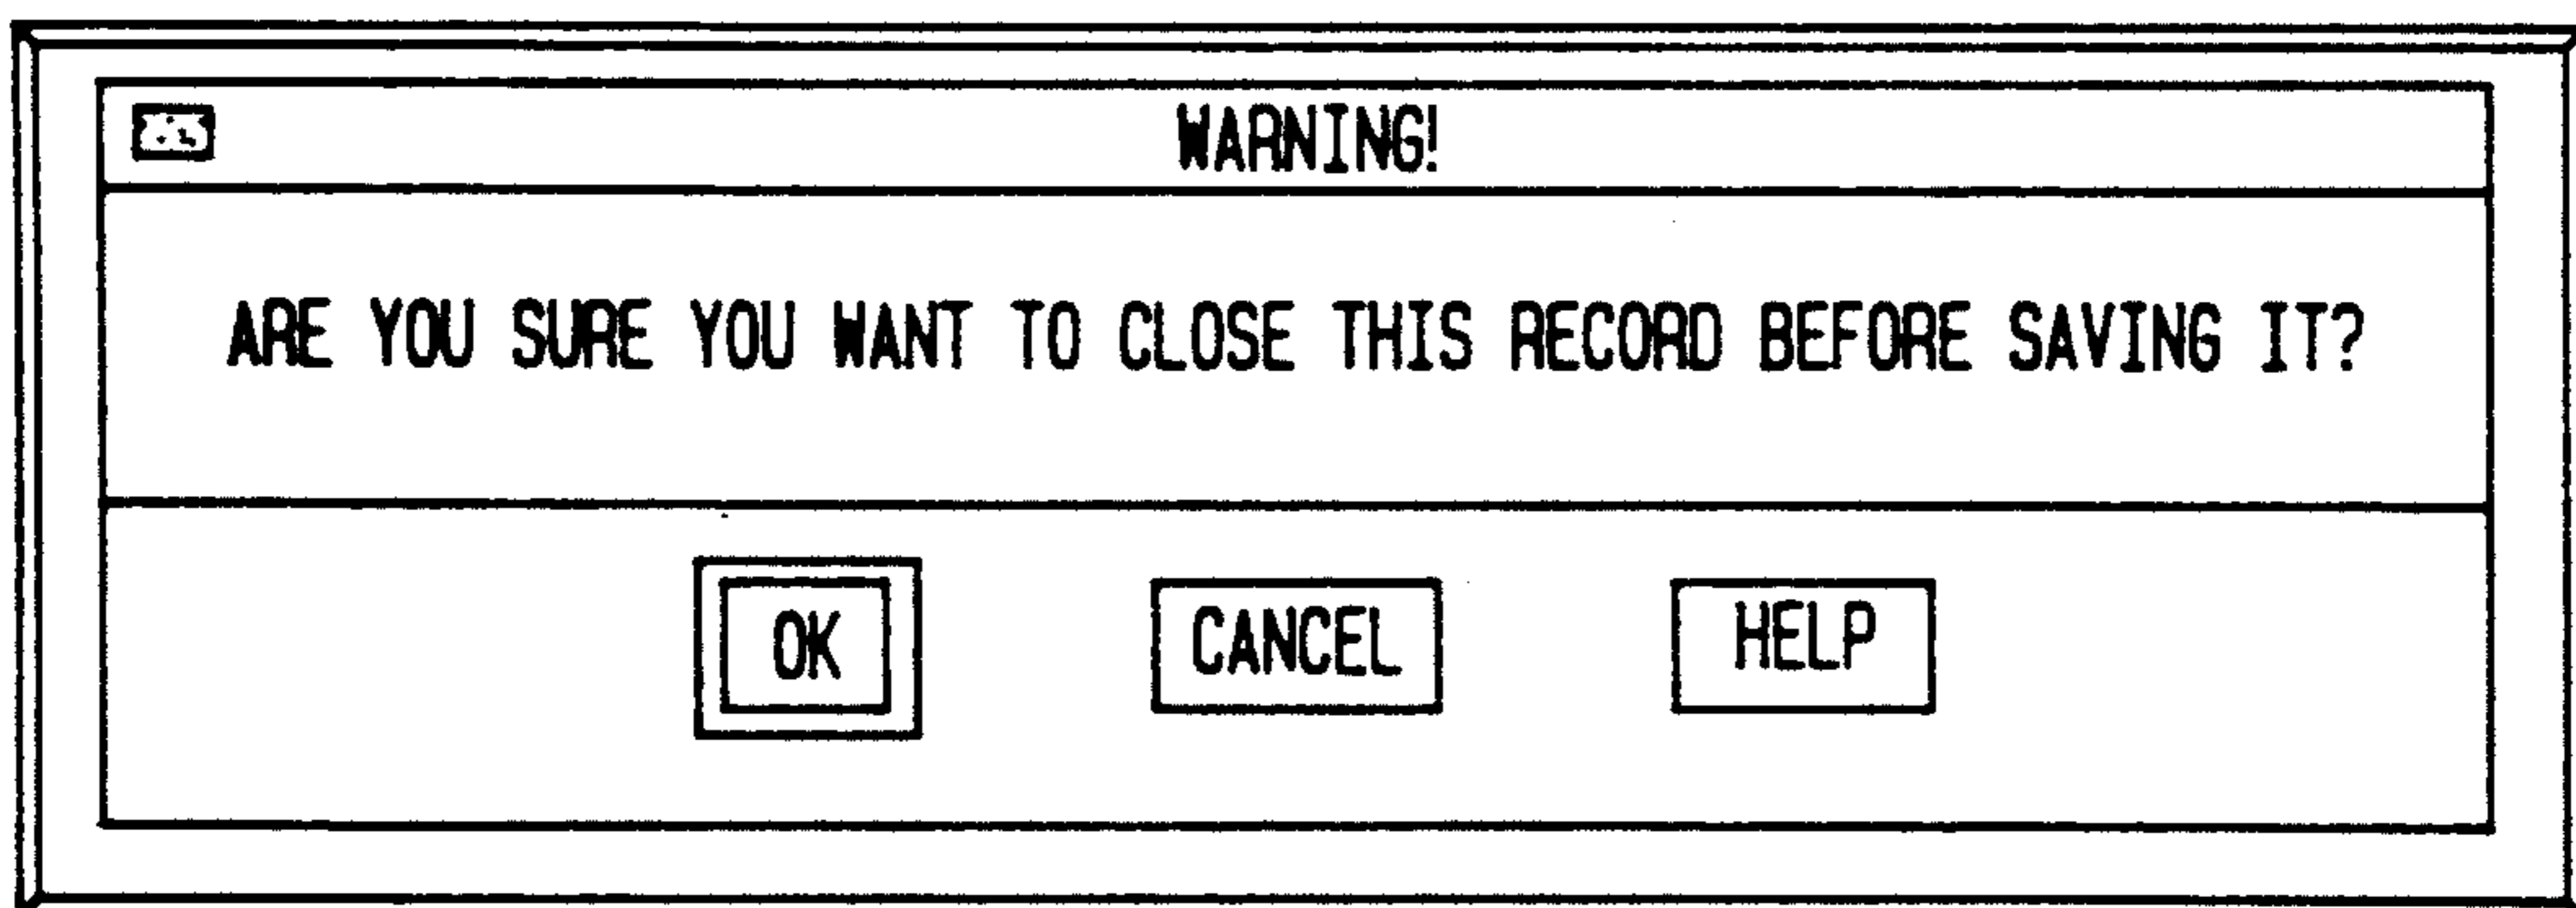 WARNING!
ARE YOU SURE YOU WANT TO CLOSE THIS RECORD BEFORE SAVING IT?
OK CANCEL HELP